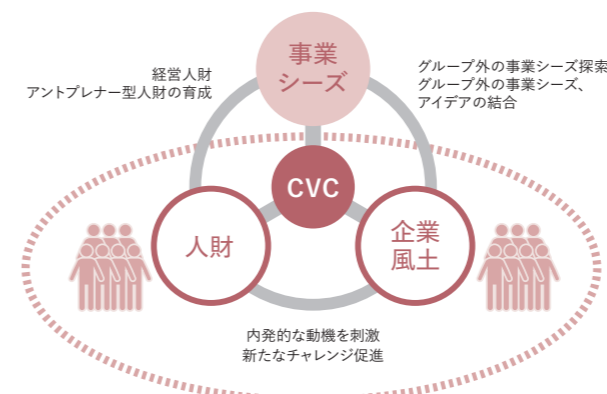 事業
シーズ
経営人財
アントプレナー型人財の育成
グループ外の事業シーズ探索
グループ外の事業シーズ、
アイデアの結合
CVC
人財
企業
風土
内発的な動機を刺激
新たなチャレンジ促進